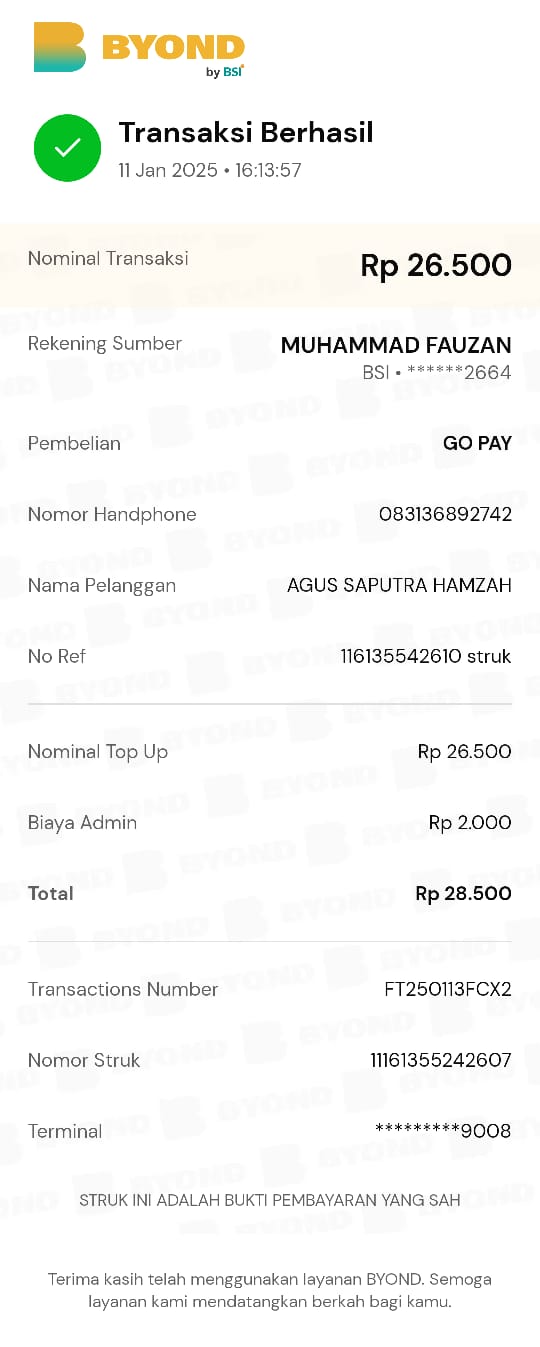 BYOND
by BSI
Transaksi Berhasil
11 Jan 2025 • 16:13:57
Nominal Transaksi Rp 26.500
Rekening Sumber MUHAMMAD FAUZAN
BSI • ******2664
Pembelian GO PAY
Nomor Handphone 083136892742
Nama Pelanggan AGUS SAPUTRA HAMZAH
No Ref 116135542610 struk
Nominal Top Up Rp 26.500
Biaya Admin Rp 2.000
Total Rp 28.500
Transactions Number FT250113FCX2
Nomor Struk 11161355242607
Terminal *********9008
STRUK INI ADALAH BUKTI PEMBAYARAN YANG SAH
Terima kasih telah menggunakan layanan BYOND. Semoga
layanan kami mendatangkan berkah bagi kamu.